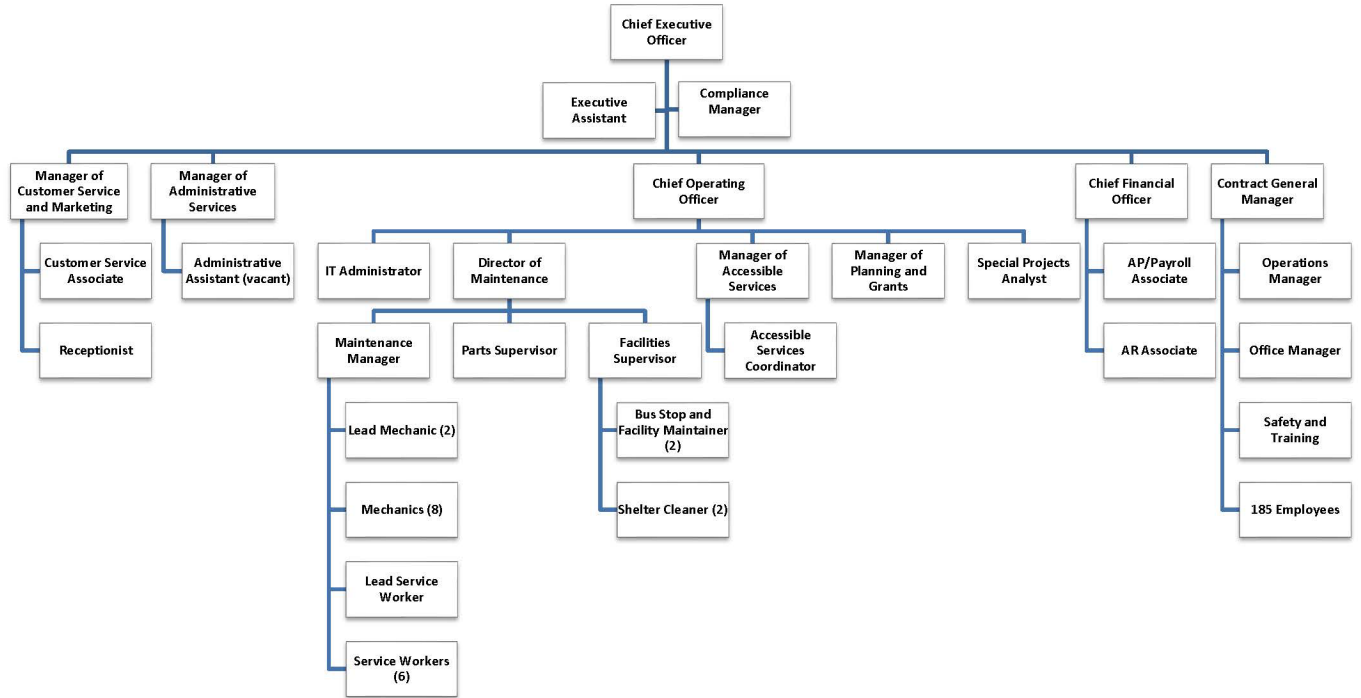 Chief Executive
Officer
Executive
Assistant
Compliance
Manager
Manager of
Customer Service
and Marketing
Manager of
Administrative
Services
Chief Operating
Officer
Chief Financial
Officer
Contract General
Manager
Customer Service
Associate
Administrative
Assistant (vacant)
IT Administrator
Director of
Maintenance
Manager of
Accessible
Services
Manager of
Planning and
Grants
Special Projects
Analyst
AP/Payroll
Associate
Operations
Manager
Receptionist
Maintenance
Manager
Parts Supervisor
Facilities
Supervisor
Accessible
Services
Coordinator
AR Associate
Office Manager
Lead Mechanic (2)
Bus Stop and
Facility Maintainer
(2)
Safety and
Training
Mechanics (8)
Shelter Cleaner (2)
185 Employees
Lead Service
Worker
Service Workers
(6)